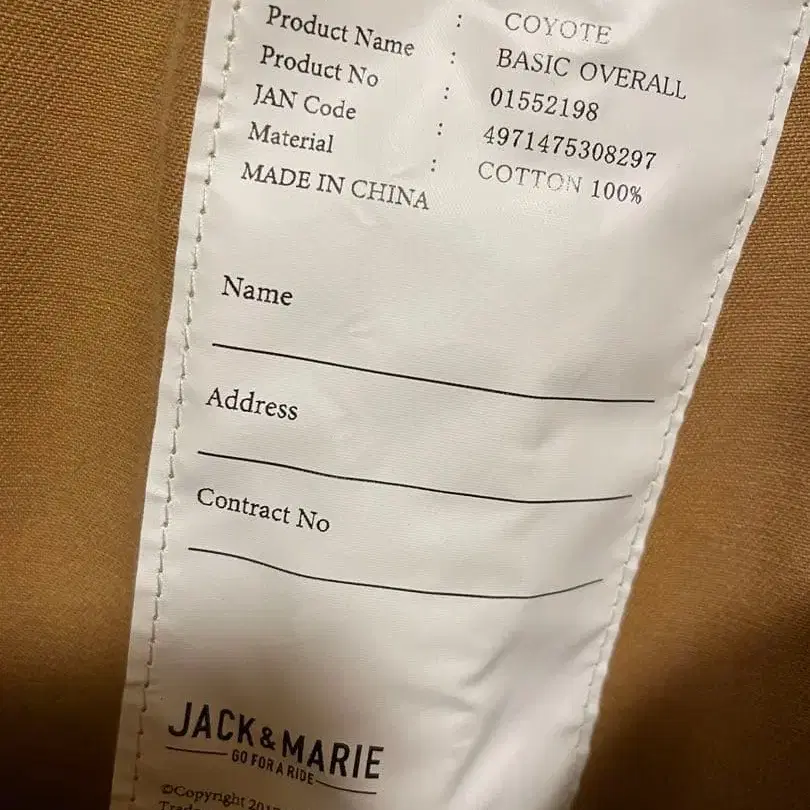 : COYOTE
Product Name : BASIC OVERALL
Product No : 01552198
JAN Code : 4971475308297
Material : COTTON 100%
MADE IN CHINA
Name
Address
Contract No
JACK & MARIE
GO FOR A RIDE
©Copyright